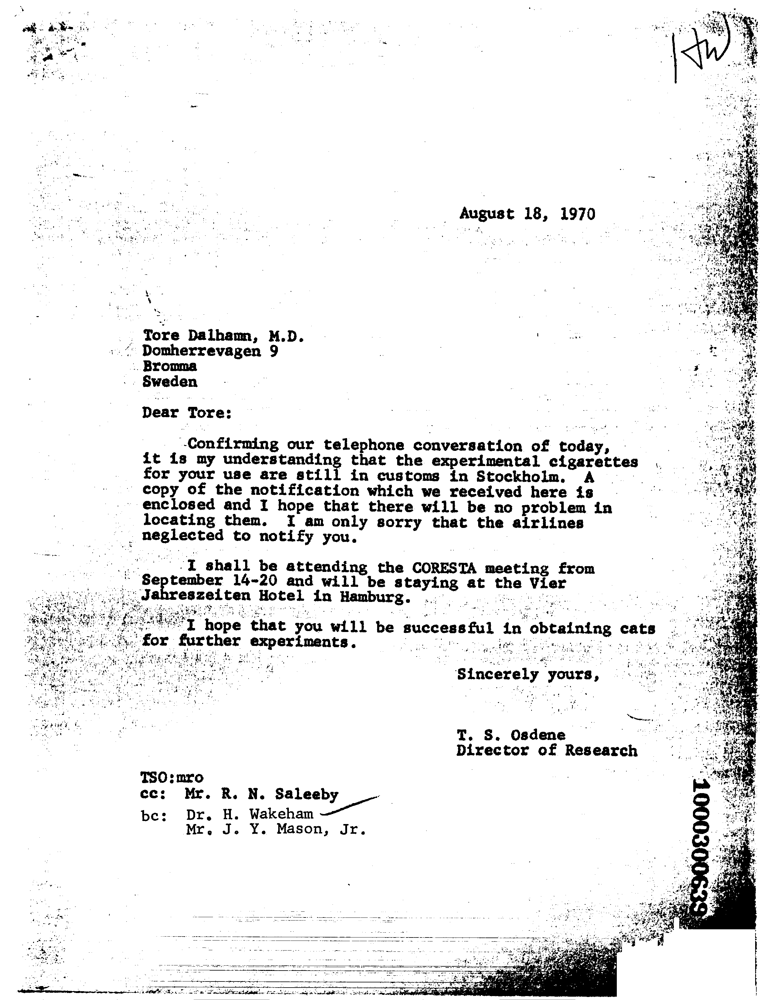 HW
August 18, 1970
Tore Dalhamn, M.D.
Domherrevagen 9
Bromma
Sweden
Dear Tore:
Confirming our telephone conversation of today,
it is my understanding that the experimental cigarettes
for your use are still in customs in Stockholm. A
copy of the notification which we received here is
enclosed and I hope that there will be no problem in
locating them. I am only sorry that the airlines
neglected to notify you.
I shall be attending the CORESTA meeting from
September 14-20 and will be staying at the Vier
Jahreszeiten Hotel in Hamburg.
I hope that you will be successful in obtaining cats
for further experiments.
Sincerely yours,
T. S. Osdene
Director of Research
TSO:mro
cc: Mr. R. N. Saleeby
bc: Dr. H. Wakeham
Mr. J. Y. Mason, Jr.
1000300639